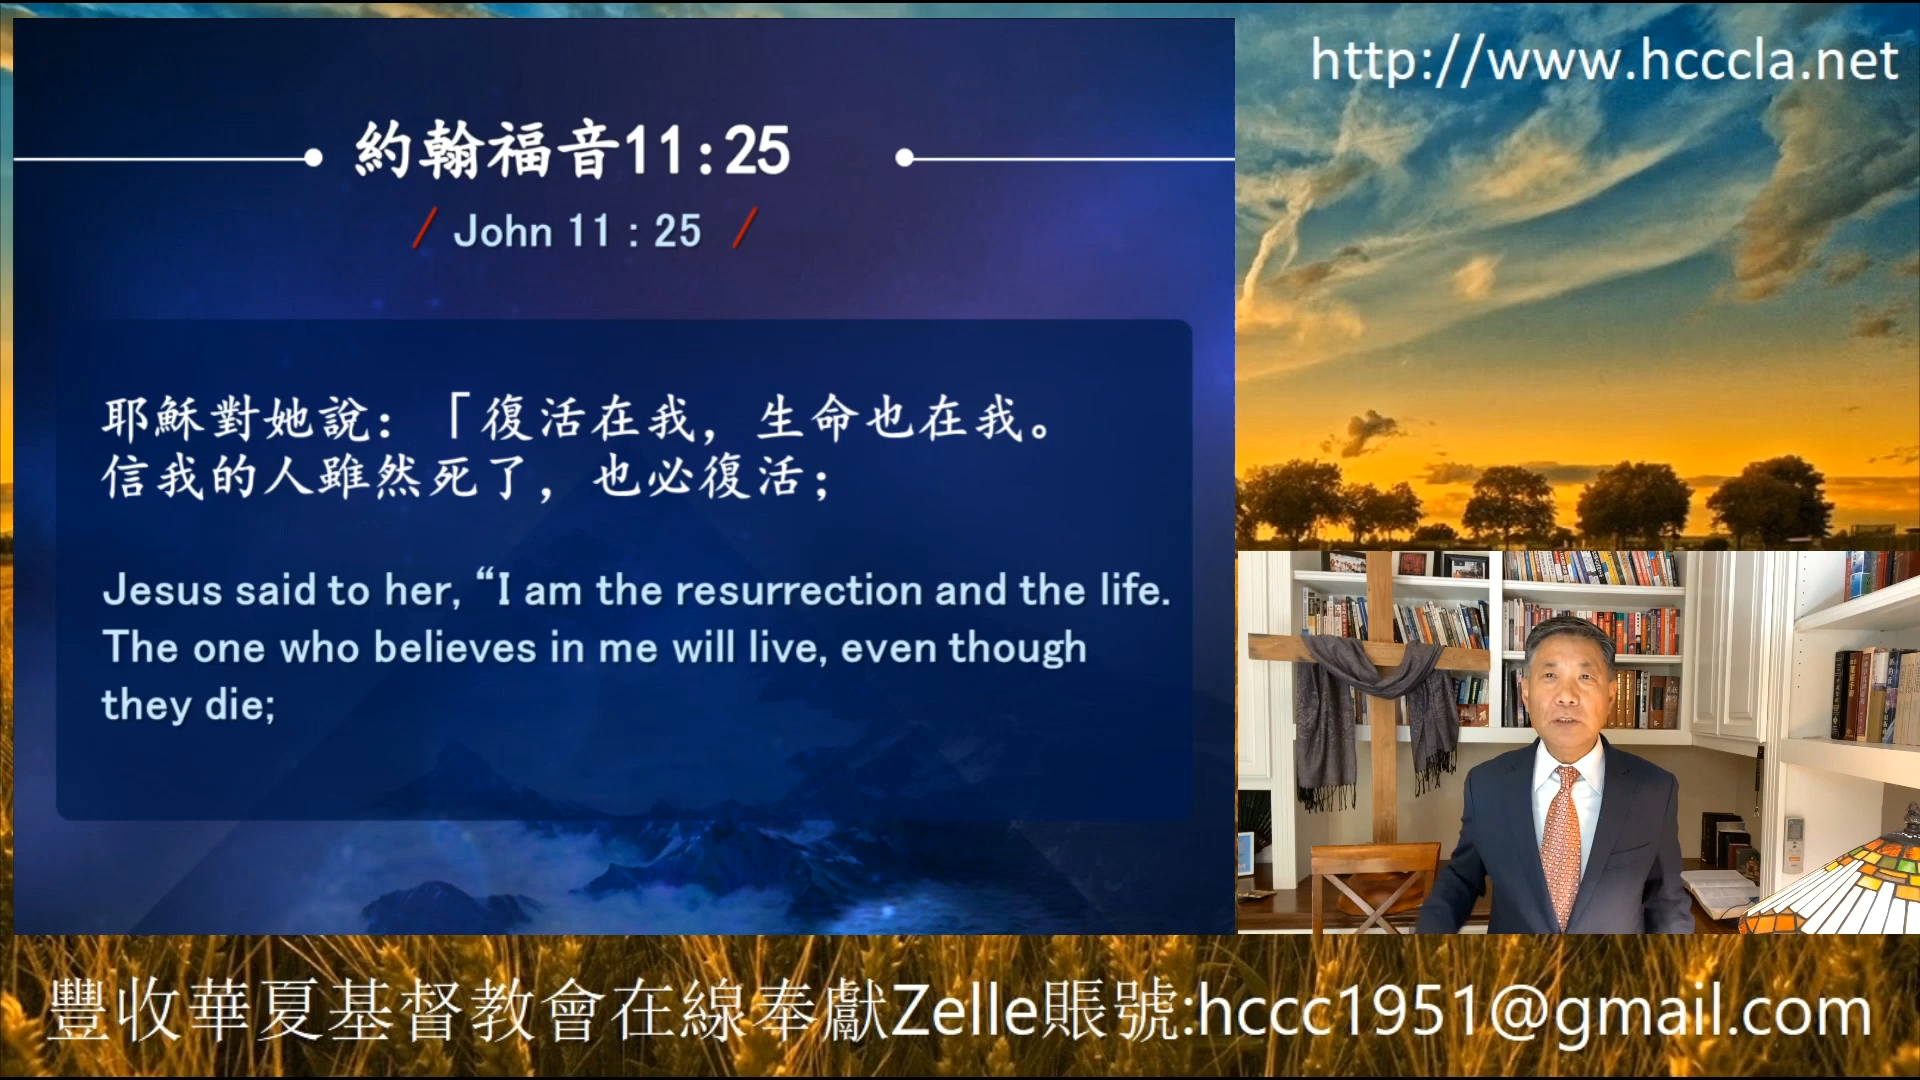 http://www.hcccla.net
約翰福音11:25
/ John 11 : 25 /
耶穌對她說：「復活在我，生命也在我。
信我的人雖然死了，也必復活；
Jesus said to her, “I am the resurrection and the life.
The one who believes in me will live, even though
they die;
豐收華夏基督教會在線奉獻Zelle賬號:hccc1951@gmail.com